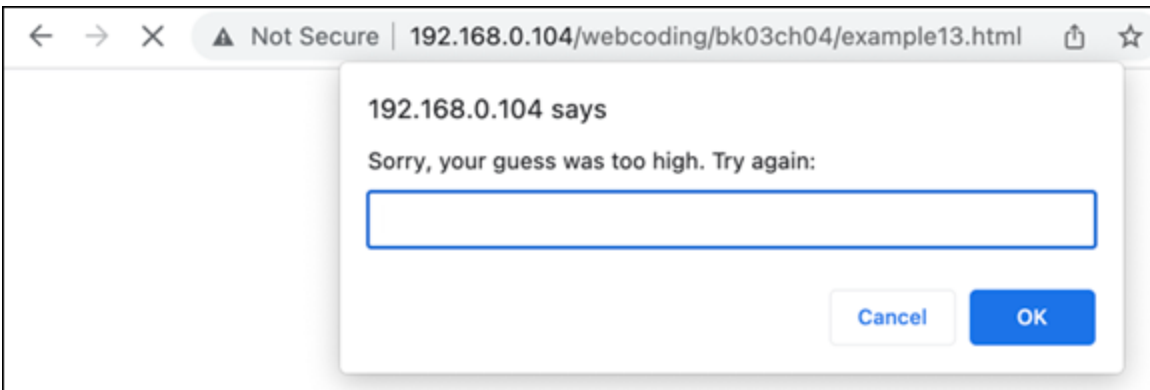 Not Secure | 192.168.0.104/webcoding/bk03ch04/example13.html
192.168.0.104 says
Sorry, your guess was too high. Try again:
Cancel
OK